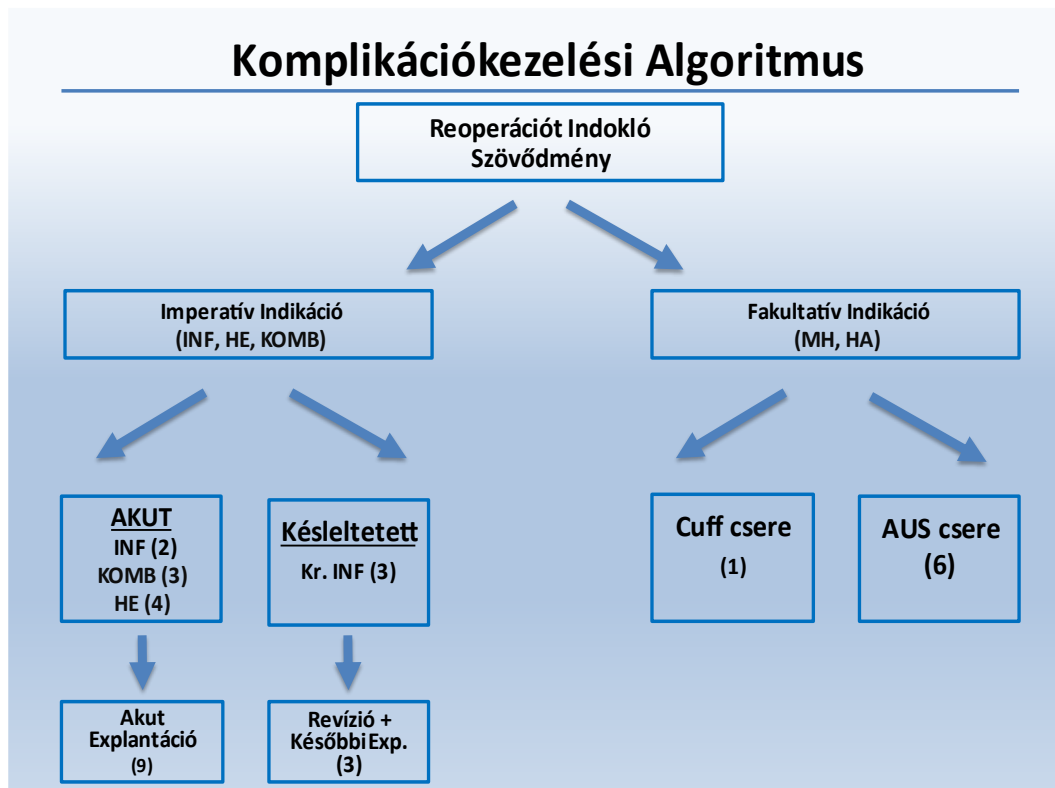 Komplikációkezelési Algoritmus
Reoperációt Indokló
Szövődmény
Imperatív Indikáció
(INF, HE, KOMB)
Fakultatív Indikáció
(MH, HA)
AKUT
INF (2)
KOMB (3)
HE (4)
Késleltetett
Kr. INF (3)
Cuff csere
(1)
AUS csere
(6)
Akut
Explantáció
(9)
Revízió +
Későbbi Exp.
(3)